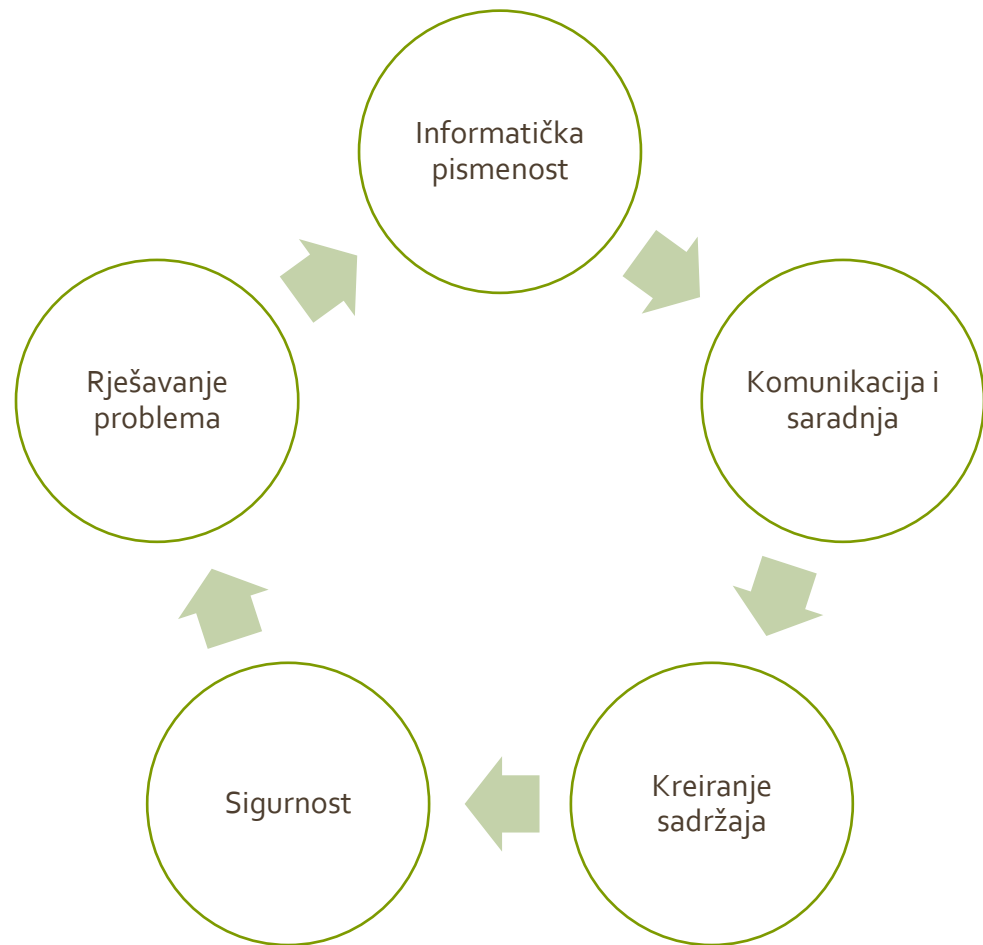 Informatička
pismenost
Komunikacija i
saradnja
Kreiranje
sadržaja
Sigurnost
Rješavanje
problema